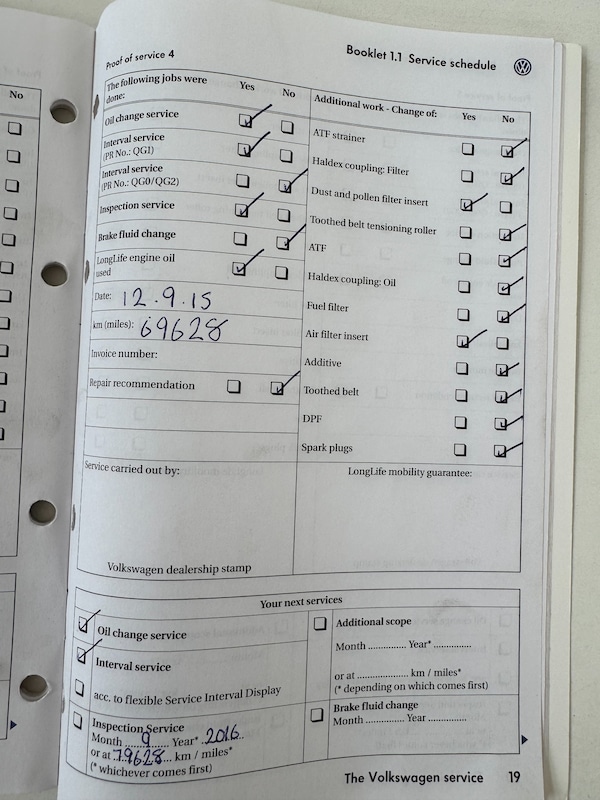 No
Proof of service 4
Booklet 1.1 Service schedule
The following jobs were done:
Yes No
Oil change service
Interval service
(PR No.: QGI)
Interval service
(PR No.: QG0/QG2)
Inspection service
Brake fluid change
LongLife engine oil
used
Date: 12.9.15
km (miles): 69628
Invoice number:
Repair recommendation
Service carried out by:
Volkswagen dealership stamp
Additional work - Change of: Yes No
ATF strainer
Haldex coupling: Filter
Dust and pollen filter insert
Toothed belt tensioning roller
ATF
Haldex coupling: Oil
Fuel filter
Air filter insert
Additive
Toothed belt
DPF
Spark plugs
LongLife mobility guarantee:
Your next services
Oil change service
Interval service
acc. to flexible Service Interval Display
Inspection Service
Month ...9... Year* .2016.
or at .79628... km / miles*
(* whichever comes first)
Additional scope
Month .............. Year* ..............
or at ................... km / miles*
(* depending on which comes first)
Brake fluid change
Month .............. Year ..............
The Volkswagen service 19